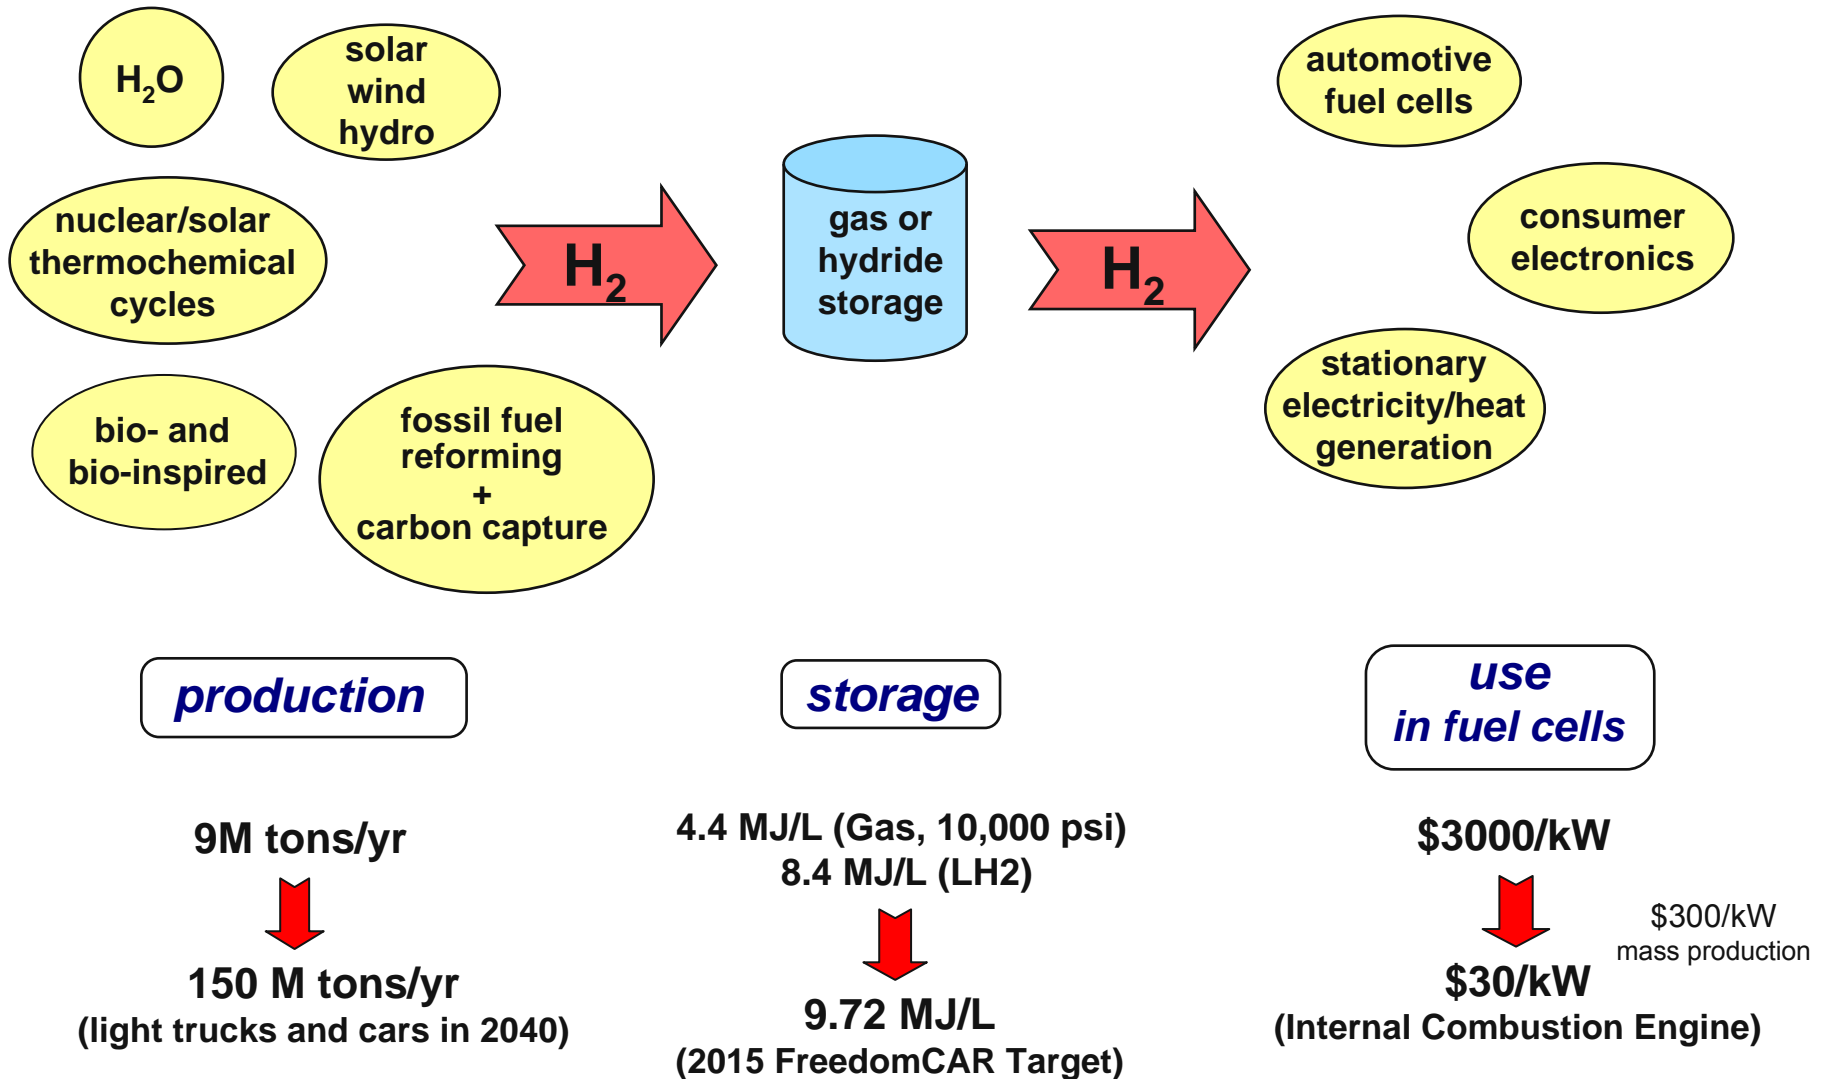 H₂O
solar
wind
hydro
nuclear/solar
thermochemical
cycles
bio- and
bio-inspired
fossil fuel
reforming
+
carbon capture
H₂
gas or
hydride
storage
H₂
automotive
fuel cells
consumer
electronics
stationary
electricity/heat
generation
production
9M tons/yr
150 M tons/yr
(light trucks and cars in 2040)
storage
4.4 MJ/L (Gas, 10,000 psi)
8.4 MJ/L (LH2)
9.72 MJ/L
(2015 FreedomCAR Target)
use
in fuel cells
$3000/kW
$300/kW
mass production
$30/kW
(Internal Combustion Engine)